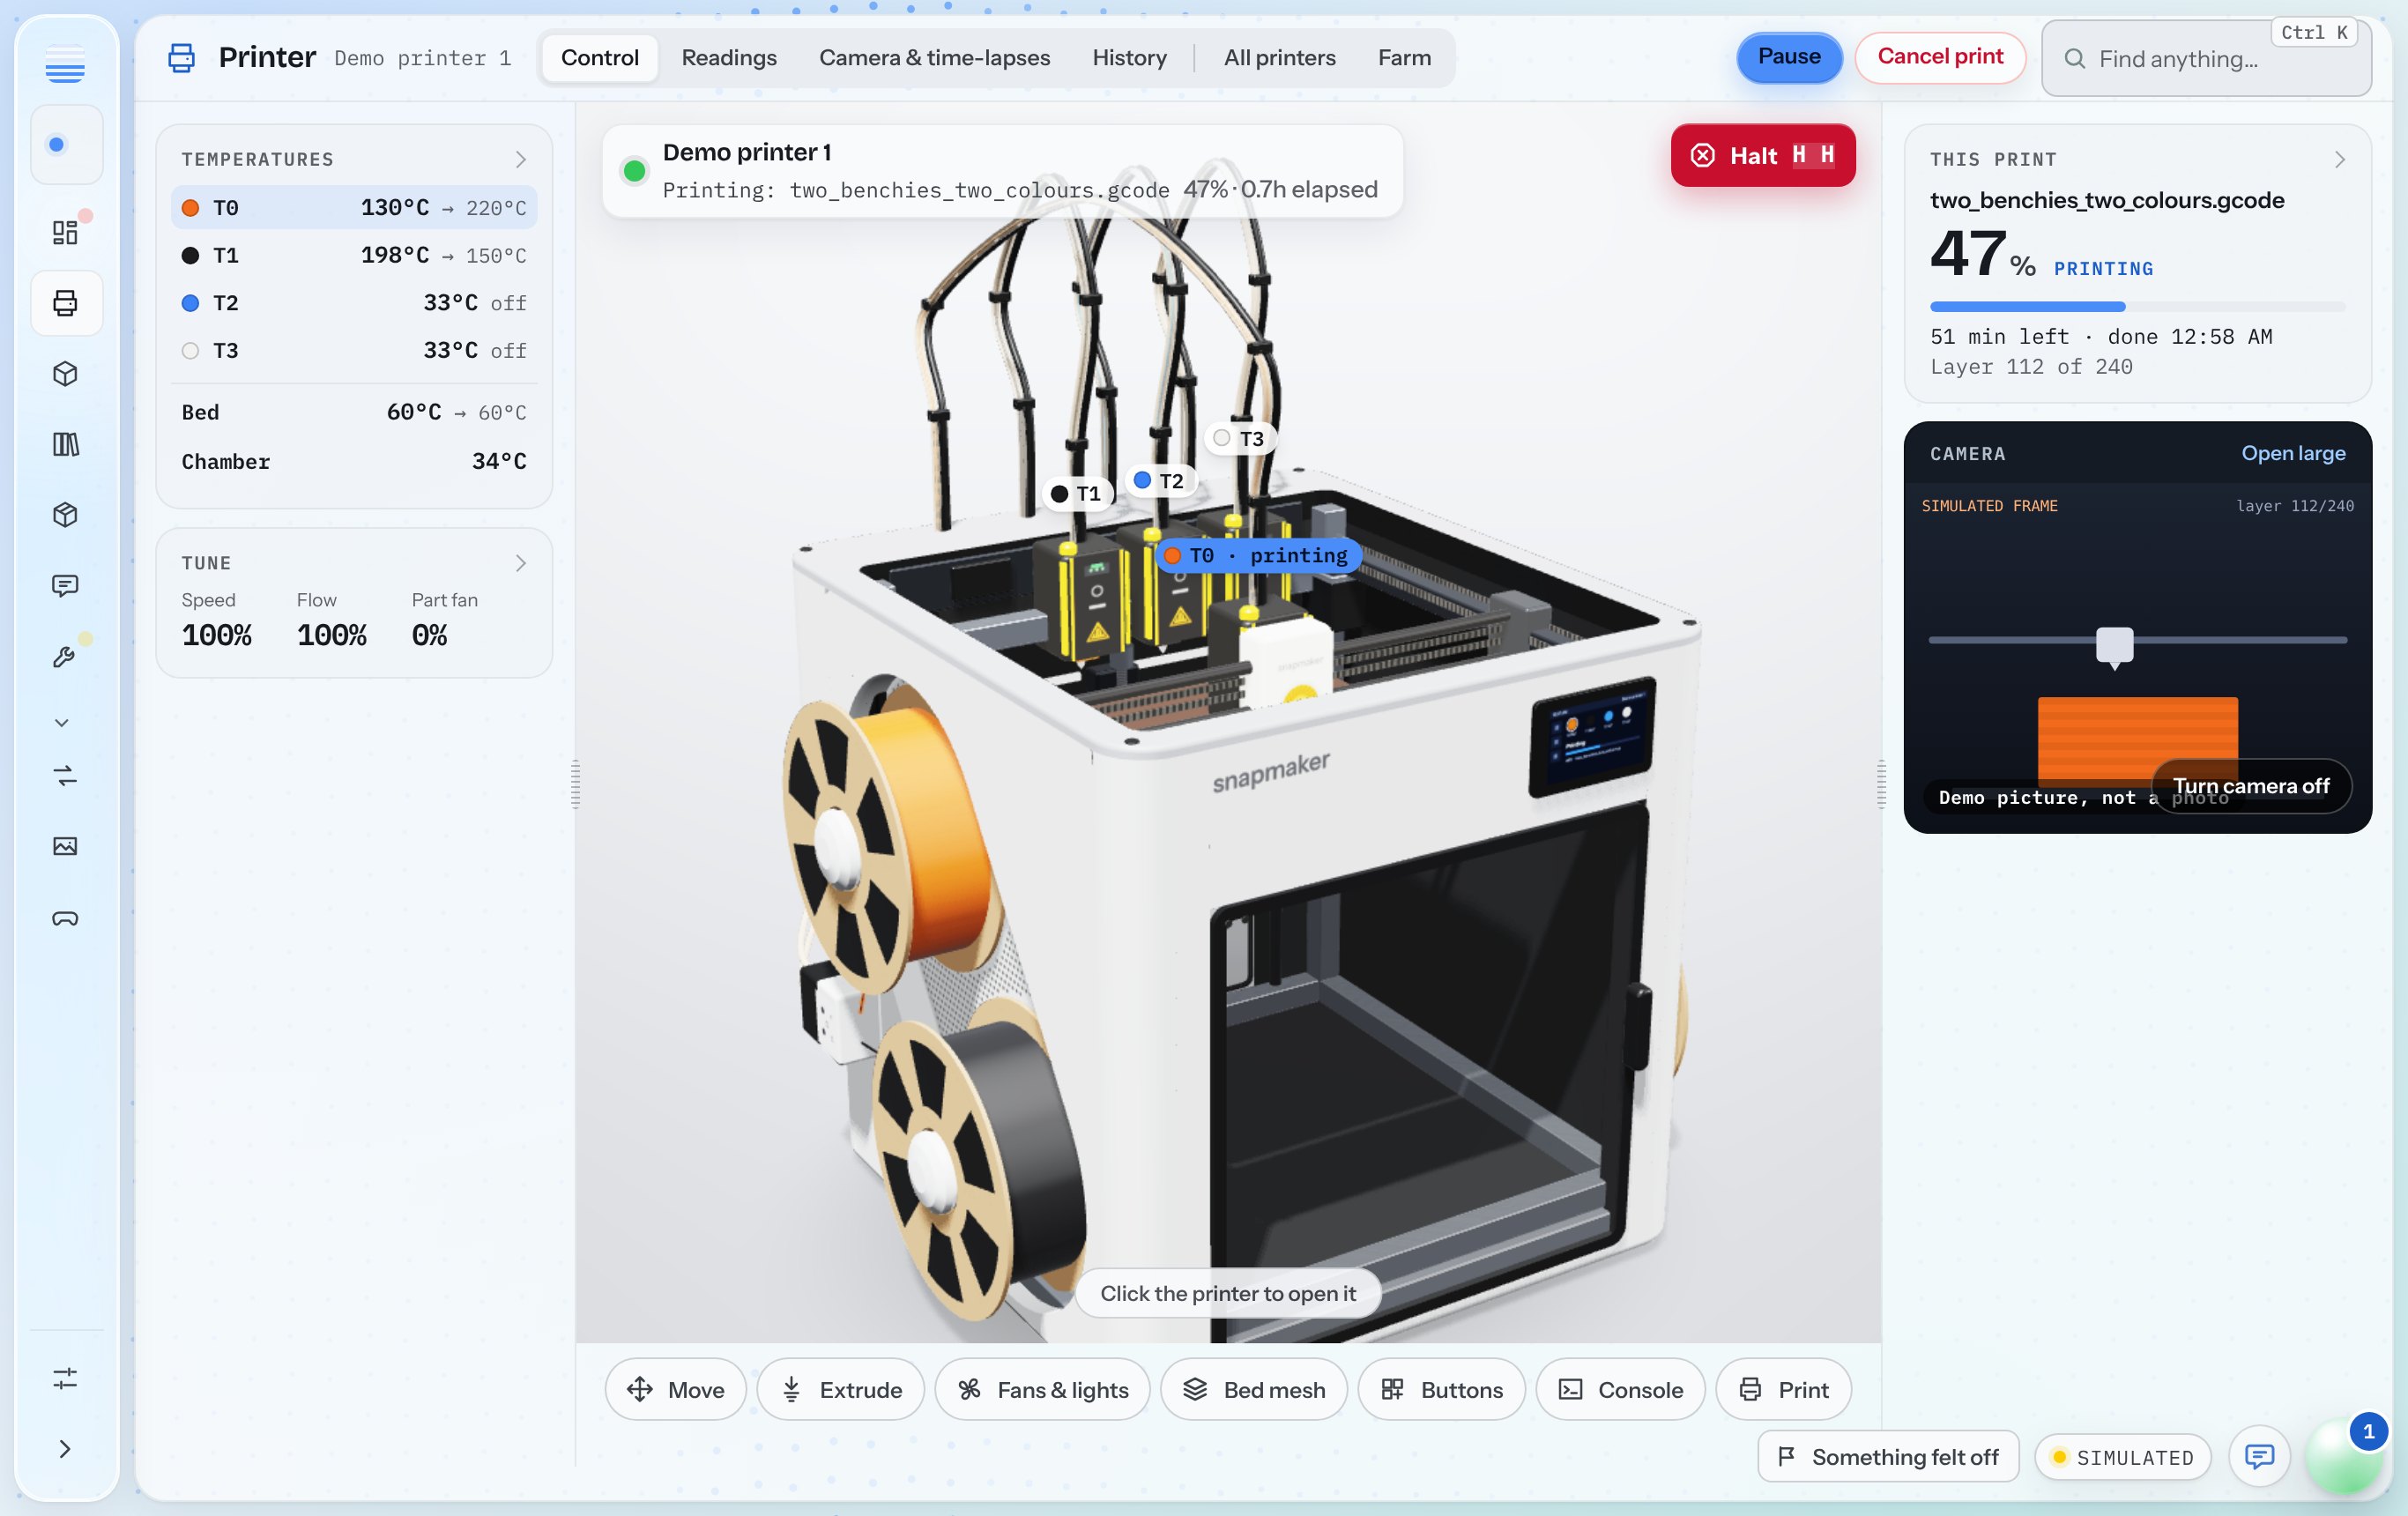 Printer Demo printer 1 Control Readings Camera & time-lapses History All printers Farm Pause Cancel print Find anything... Ctrl K
TEMPERATURES
T0 130°C → 220°C
T1 198°C → 150°C
T2 33°C off
T3 33°C off
Bed 60°C → 60°C
Chamber 34°C
TUNE
Speed Flow Part fan
100% 100% 0%
Demo printer 1
Printing: two_benchies_two_colours.gcode 47% · 0.7h elapsed
Halt H H
T3
T2
T1
T0 · printing
snapmaker
Click the printer to open it
Move Extrude Fans & lights Bed mesh Buttons Console Print
THIS PRINT
two_benchies_two_colours.gcode
47% PRINTING
51 min left · done 12:58 AM
Layer 112 of 240
CAMERA Open large
SIMULATED FRAME layer 112/240
Demo picture, not a photo
Turn camera off
Something felt off SIMULATED 1